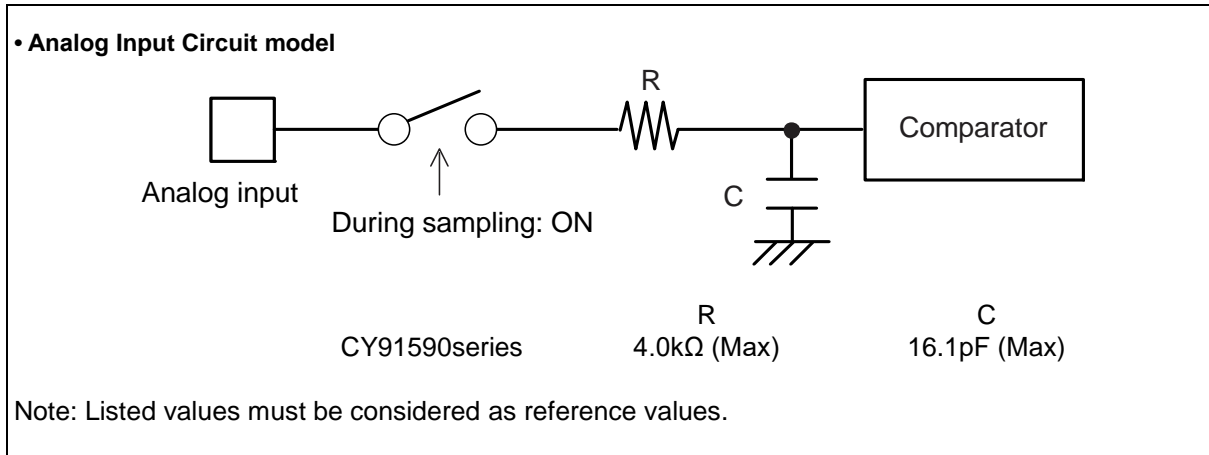 • Analog Input Circuit model
R
Comparator
Analog input
C
During sampling: ON
R C
CY91590series 4.0kΩ (Max) 16.1pF (Max)
Note: Listed values must be considered as reference values.